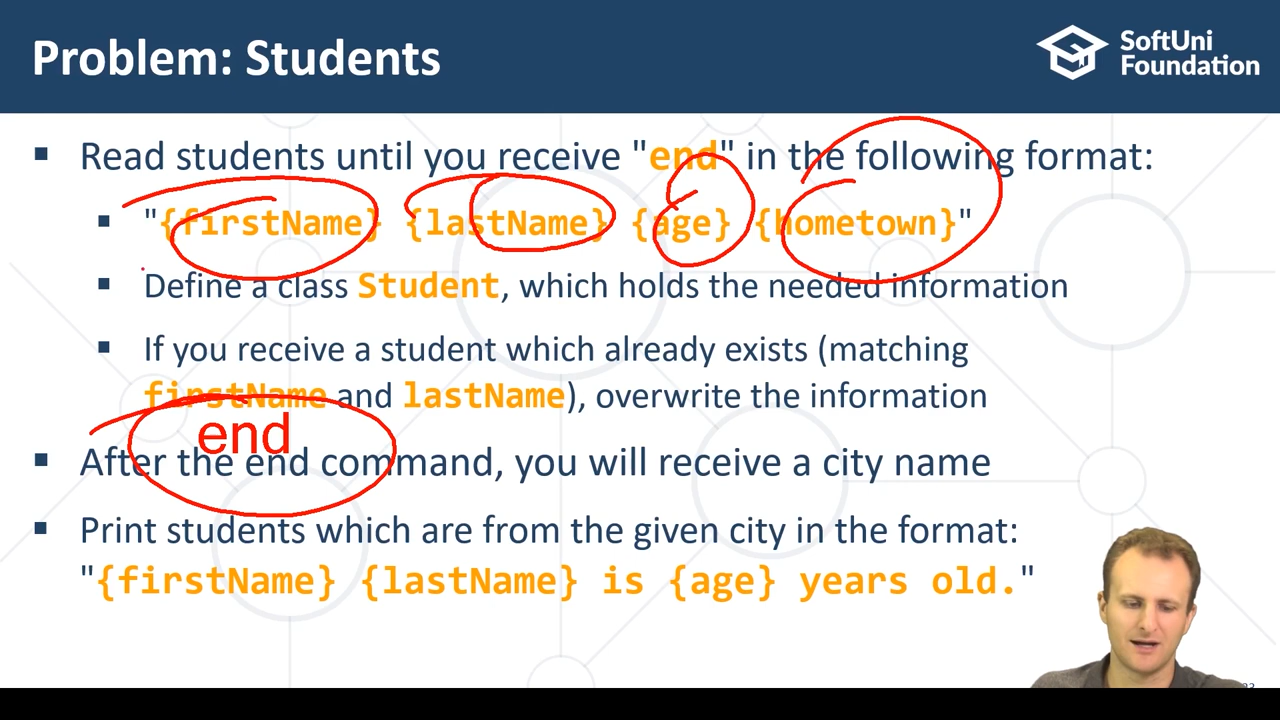 Problem: Students
SoftUni
Foundation
Read students until you receive "end" in the following format:
"{firstName} {lastName} {age} {hometown}"
Define a class Student, which holds the needed information
If you receive a student which already exists (matching
firstName and lastName), overwrite the information
end
After the end command, you will receive a city name
Print students which are from the given city in the format:
"{firstName} {lastName} is {age} years old."